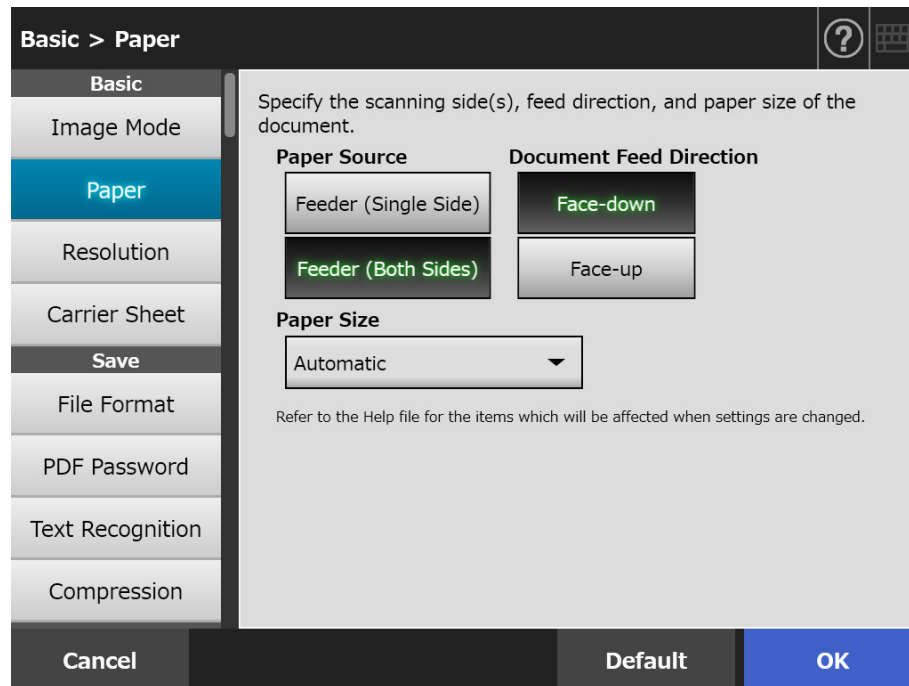 Basic > Paper
?
Basic
Image Mode
Paper
Resolution
Carrier Sheet
Save
File Format
PDF Password
Text Recognition
Compression
Specify the scanning side(s), feed direction, and paper size of the
document.
Paper Source
Document Feed Direction
Feeder (Single Side)
Face-down
Feeder (Both Sides)
Face-up
Paper Size
Automatic
Refer to the Help file for the items which will be affected when settings are changed.
Cancel
Default
OK